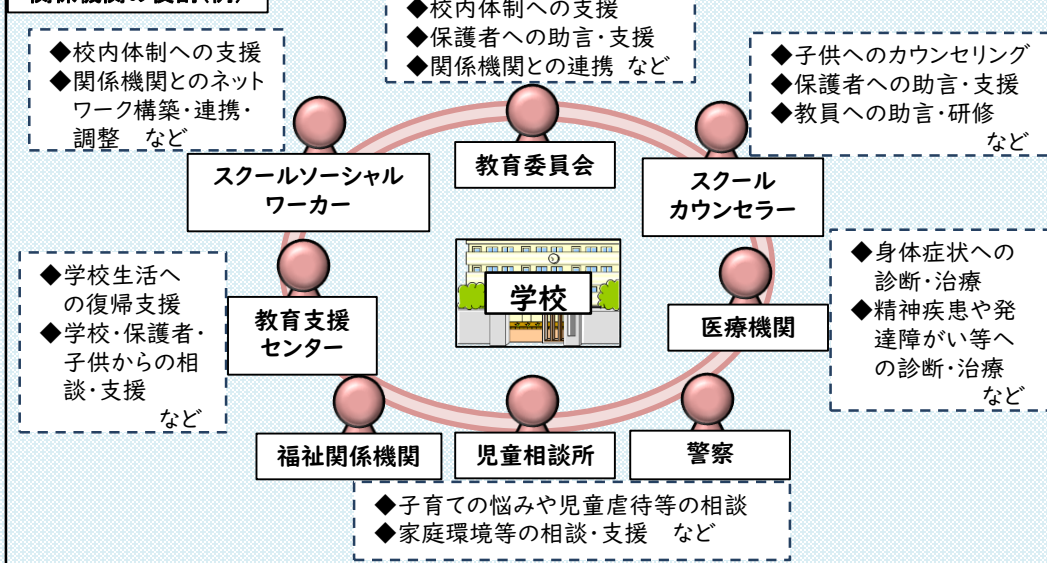 関係機関の役割(例)
◆校内体制への支援
◆保護者への助言・支援
◆関係機関との連携 など
◆校内体制への支援
◆関係機関とのネット
ワーク構築・連携・
調整 など
◆子供へのカウンセリング
◆保護者への助言・支援
◆教員への助言・研修
など
スクールソーシャル
ワーカー
教育委員会
スクール
カウンセラー
◆学校生活へ
の復帰支援
◆学校・保護者・
子供からの相
談・支援
など
教育支援
センター
学校
医療機関
◆身体症状への
診断・治療
◆精神疾患や発
達障がい等へ
の診断・治療
など
福祉関係機関
児童相談所
警察
◆子育ての悩みや児童虐待等の相談
◆家庭環境等の相談・支援 など